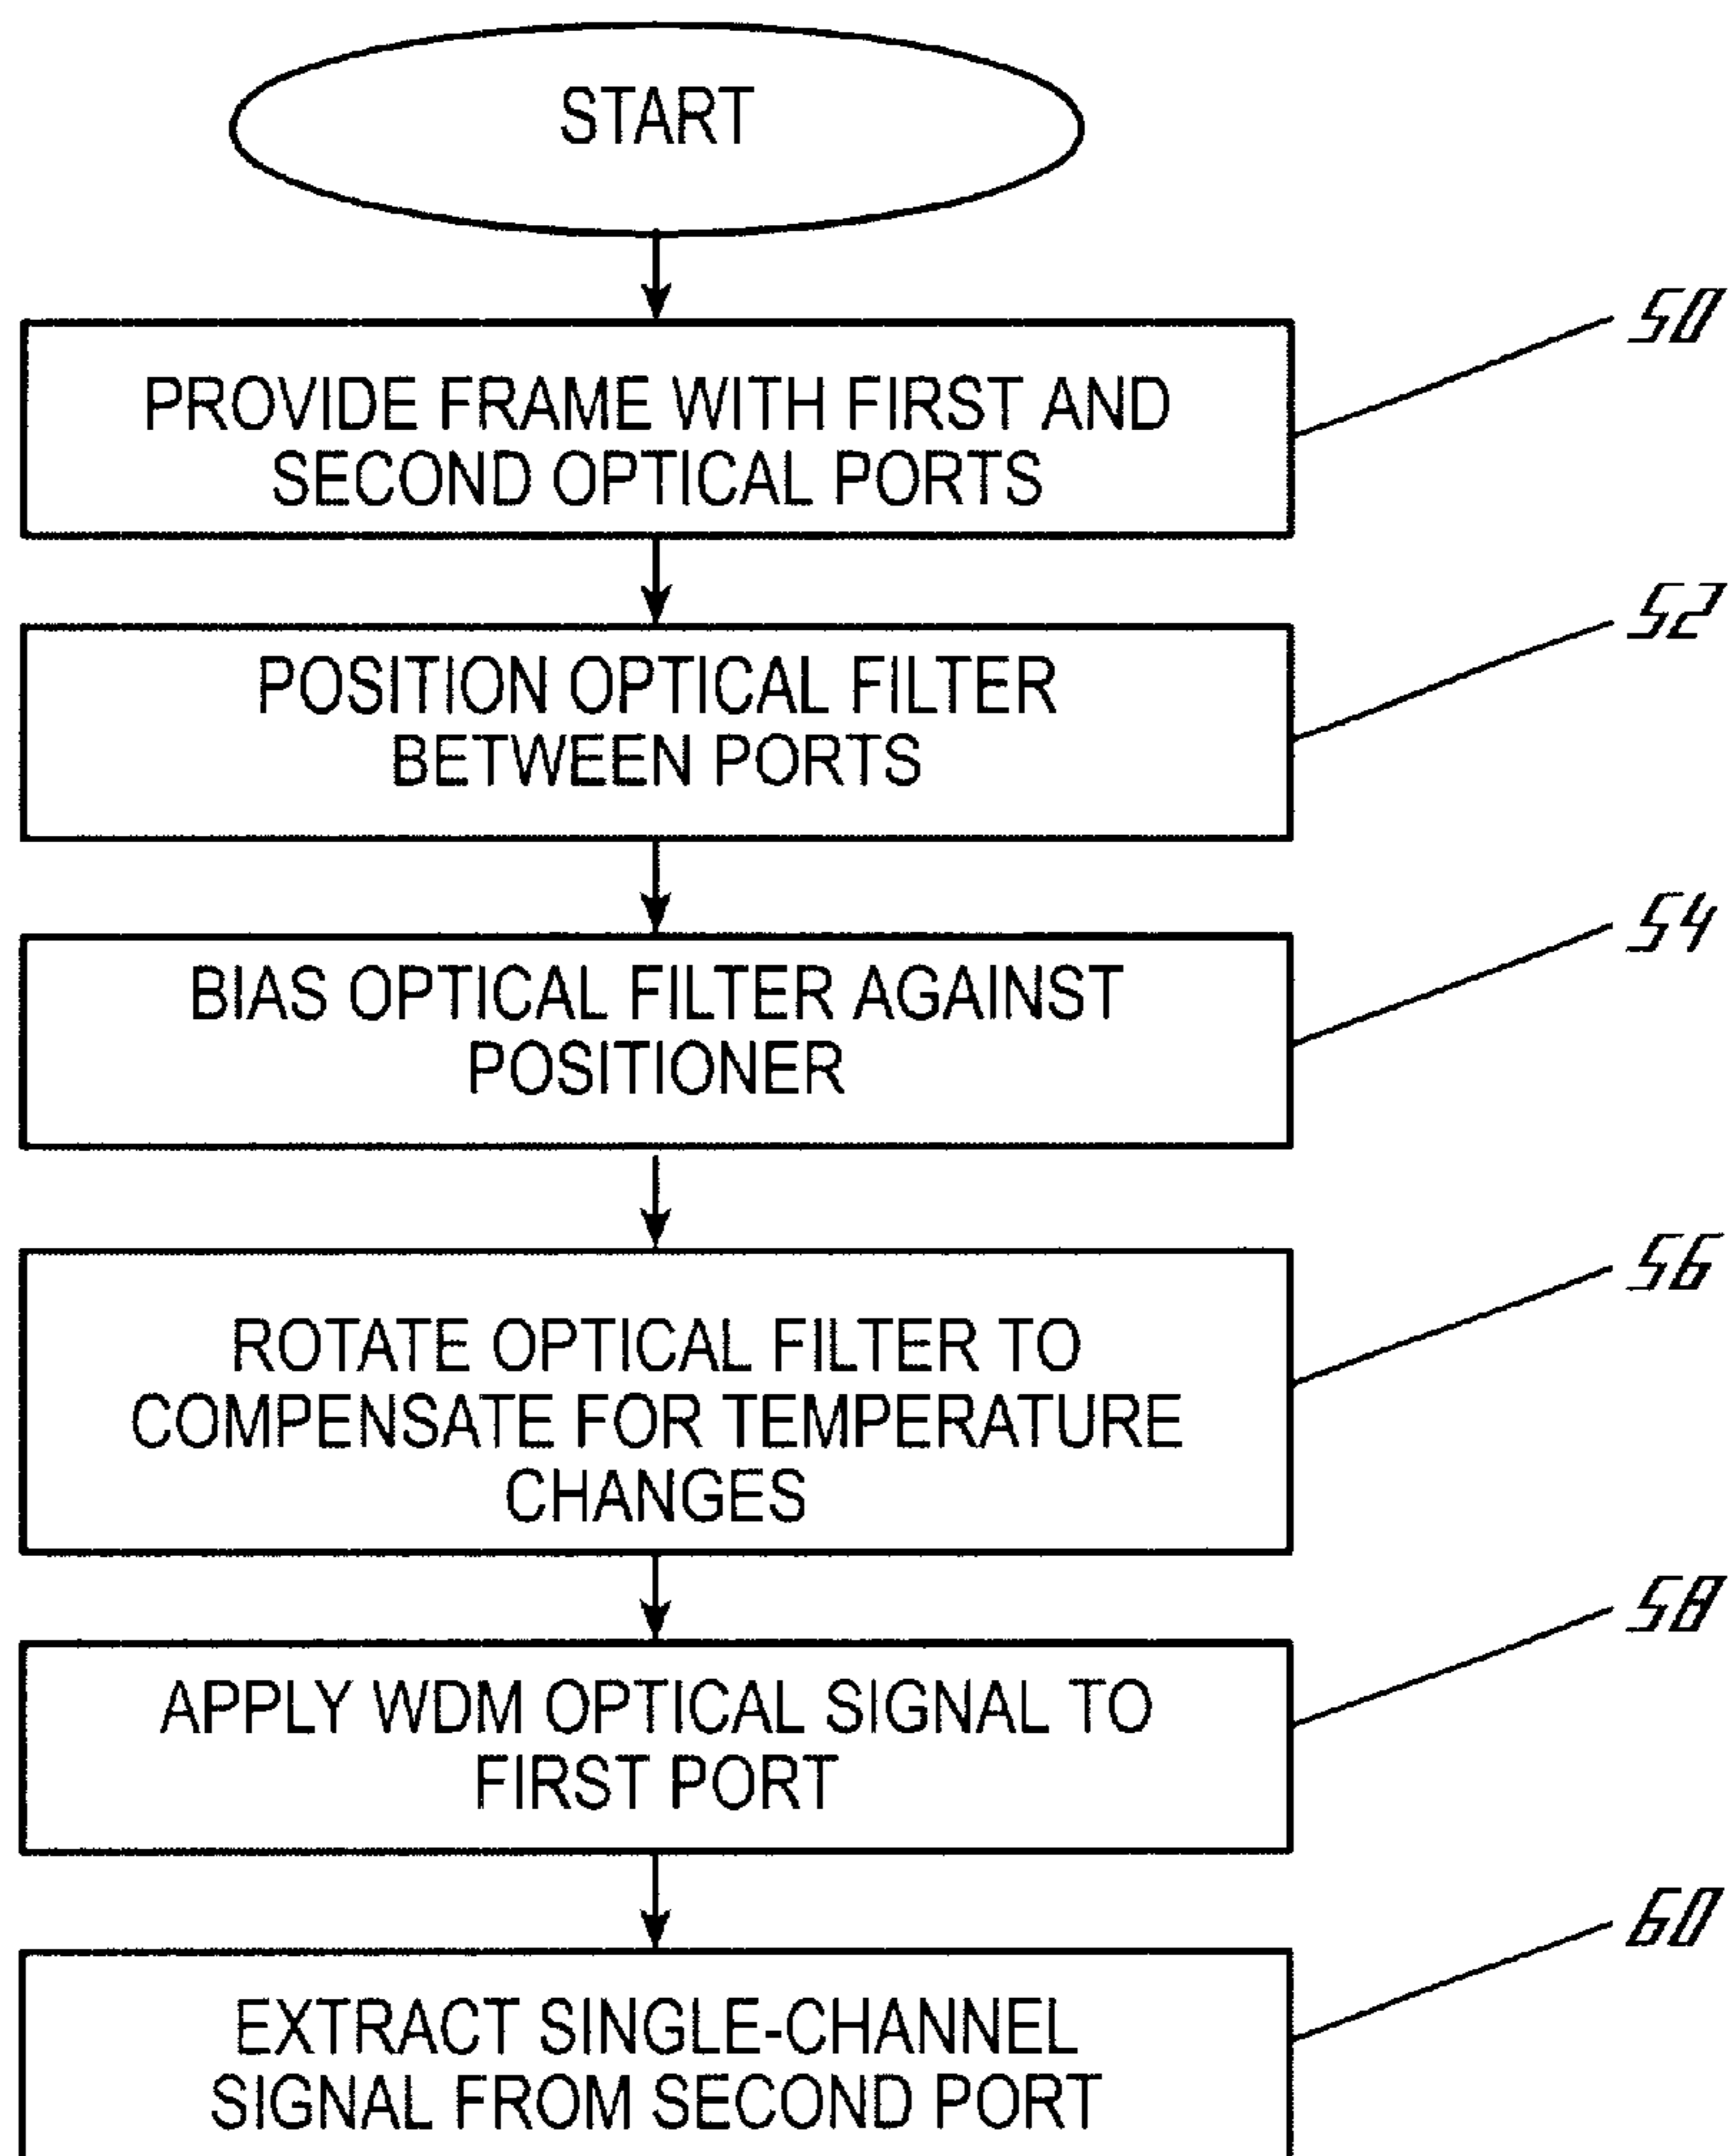 START
50
PROVIDE FRAME WITH FIRST AND
SECOND OPTICAL PORTS
52
POSITION OPTICAL FILTER
BETWEEN PORTS
54
BIAS OPTICAL FILTER AGAINST
POSITIONER
56
ROTATE OPTICAL FILTER TO
COMPENSATE FOR TEMPERATURE
CHANGES
58
APPLY WDM OPTICAL SIGNAL TO
FIRST PORT
60
EXTRACT SINGLE-CHANNEL
SIGNAL FROM SECOND PORT